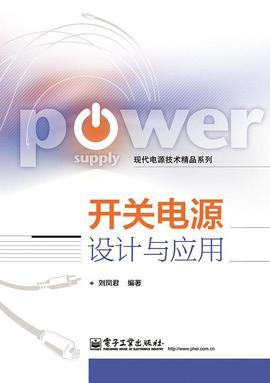 power
supply
现代电源技术精品系列
开关电源
设计与应用
刘凤君 编著
電子工業出版社
PUBLISHING HOUSE OF ELECTRONICS INDUSTRY
http://www.phei.com.cn